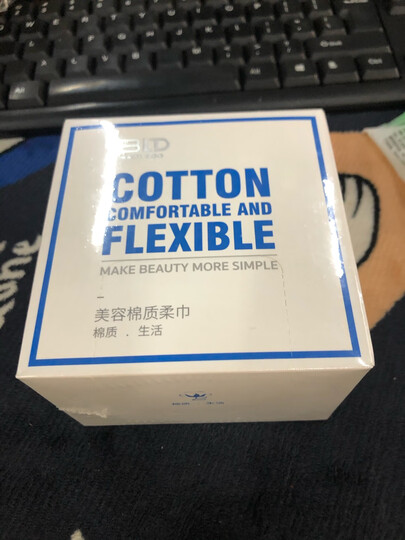 COTTON
COMFORTABLE AND
FLEXIBLE
MAKE BEAUTY MORE SIMPLE
美容棉质柔巾
棉质 . 生活